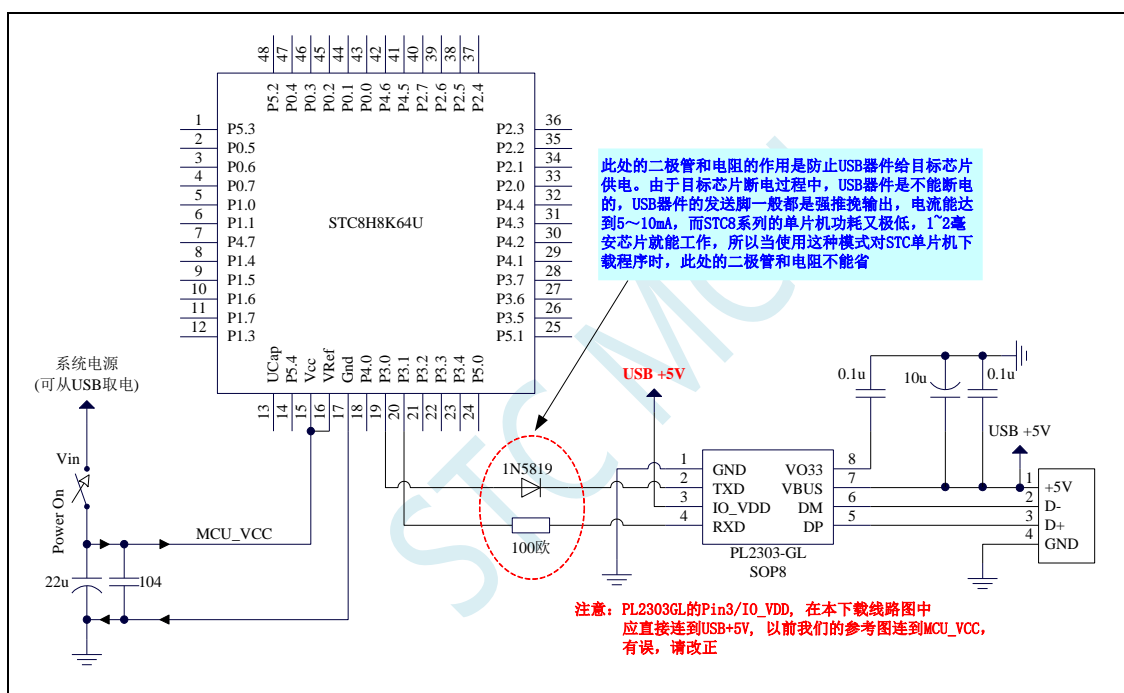 48
47
46
45
44
43
42
41
40
39
38
37
P5.2
P0.4
P0.3
P0.2
P0.1
P0.0
P4.6
P4.5
P2.7
P2.6
P2.5
P2.4
1 P5.3
2 P0.5
3 P0.6
4 P0.7
5 P1.0
6 P1.1
7 P4.7
8 P1.4
9 P1.5
10 P1.6
11 P1.7
12 P1.3
STC8H8K64U
P2.3 36
P2.2 35
P2.1 34
P2.0 33
P4.4 32
P4.3 31
P4.2 30
P4.1 29
P3.7 28
P3.6 27
P3.5 26
P5.1 25
UCap
P5.4
Vcc
VRef
Gnd
P4.0
P3.0
P3.1
P3.2
P3.3
P3.4
P5.0
13
14
15
16
17
18
19
20
21
22
23
24
此处的二极管和电阻的作用是防止USB器件给目标芯片
供电。由于目标芯片断电过程中，USB器件是不能断电
的，USB器件的发送脚一般都是强推挽输出，电流能达
到5～10mA，而STC8系列的单片机功耗又极低，1~2毫
安芯片就能工作，所以当使用这种模式对STC单片机下
载程序时，此处的二极管和电阻不能省
系统电源
(可从USB取电)
Vin
Power On
MCU_VCC
22u
104
1N5819
100欧
USB +5V
0.1u
10u
0.1u
USB +5V
1 GND VO33 8
2 TXD VBUS 7
3 IO_VDD DM 6
4 RXD DP 5
PL2303-GL
SOP8
1 +5V
2 D-
3 D+
4 GND
注意: PL2303GL的Pin3/IO_VDD, 在本下载线路图中
应直接连到USB+5V, 以前我们的参考图连到MCU_VCC,
有误, 请改正
STC MCU